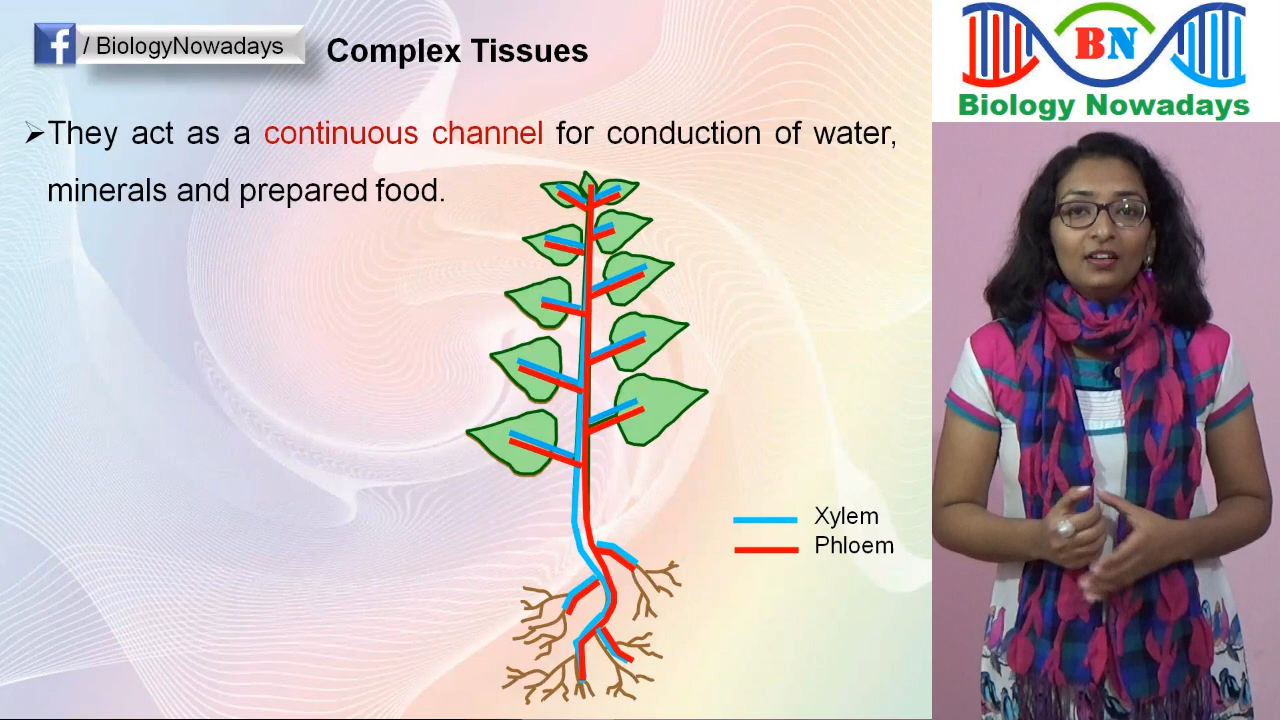 / BiologyNowadays
Complex Tissues
BN
Biology Nowadays
➢They act as a continuous channel for conduction of water,
minerals and prepared food.
Xylem
Phloem